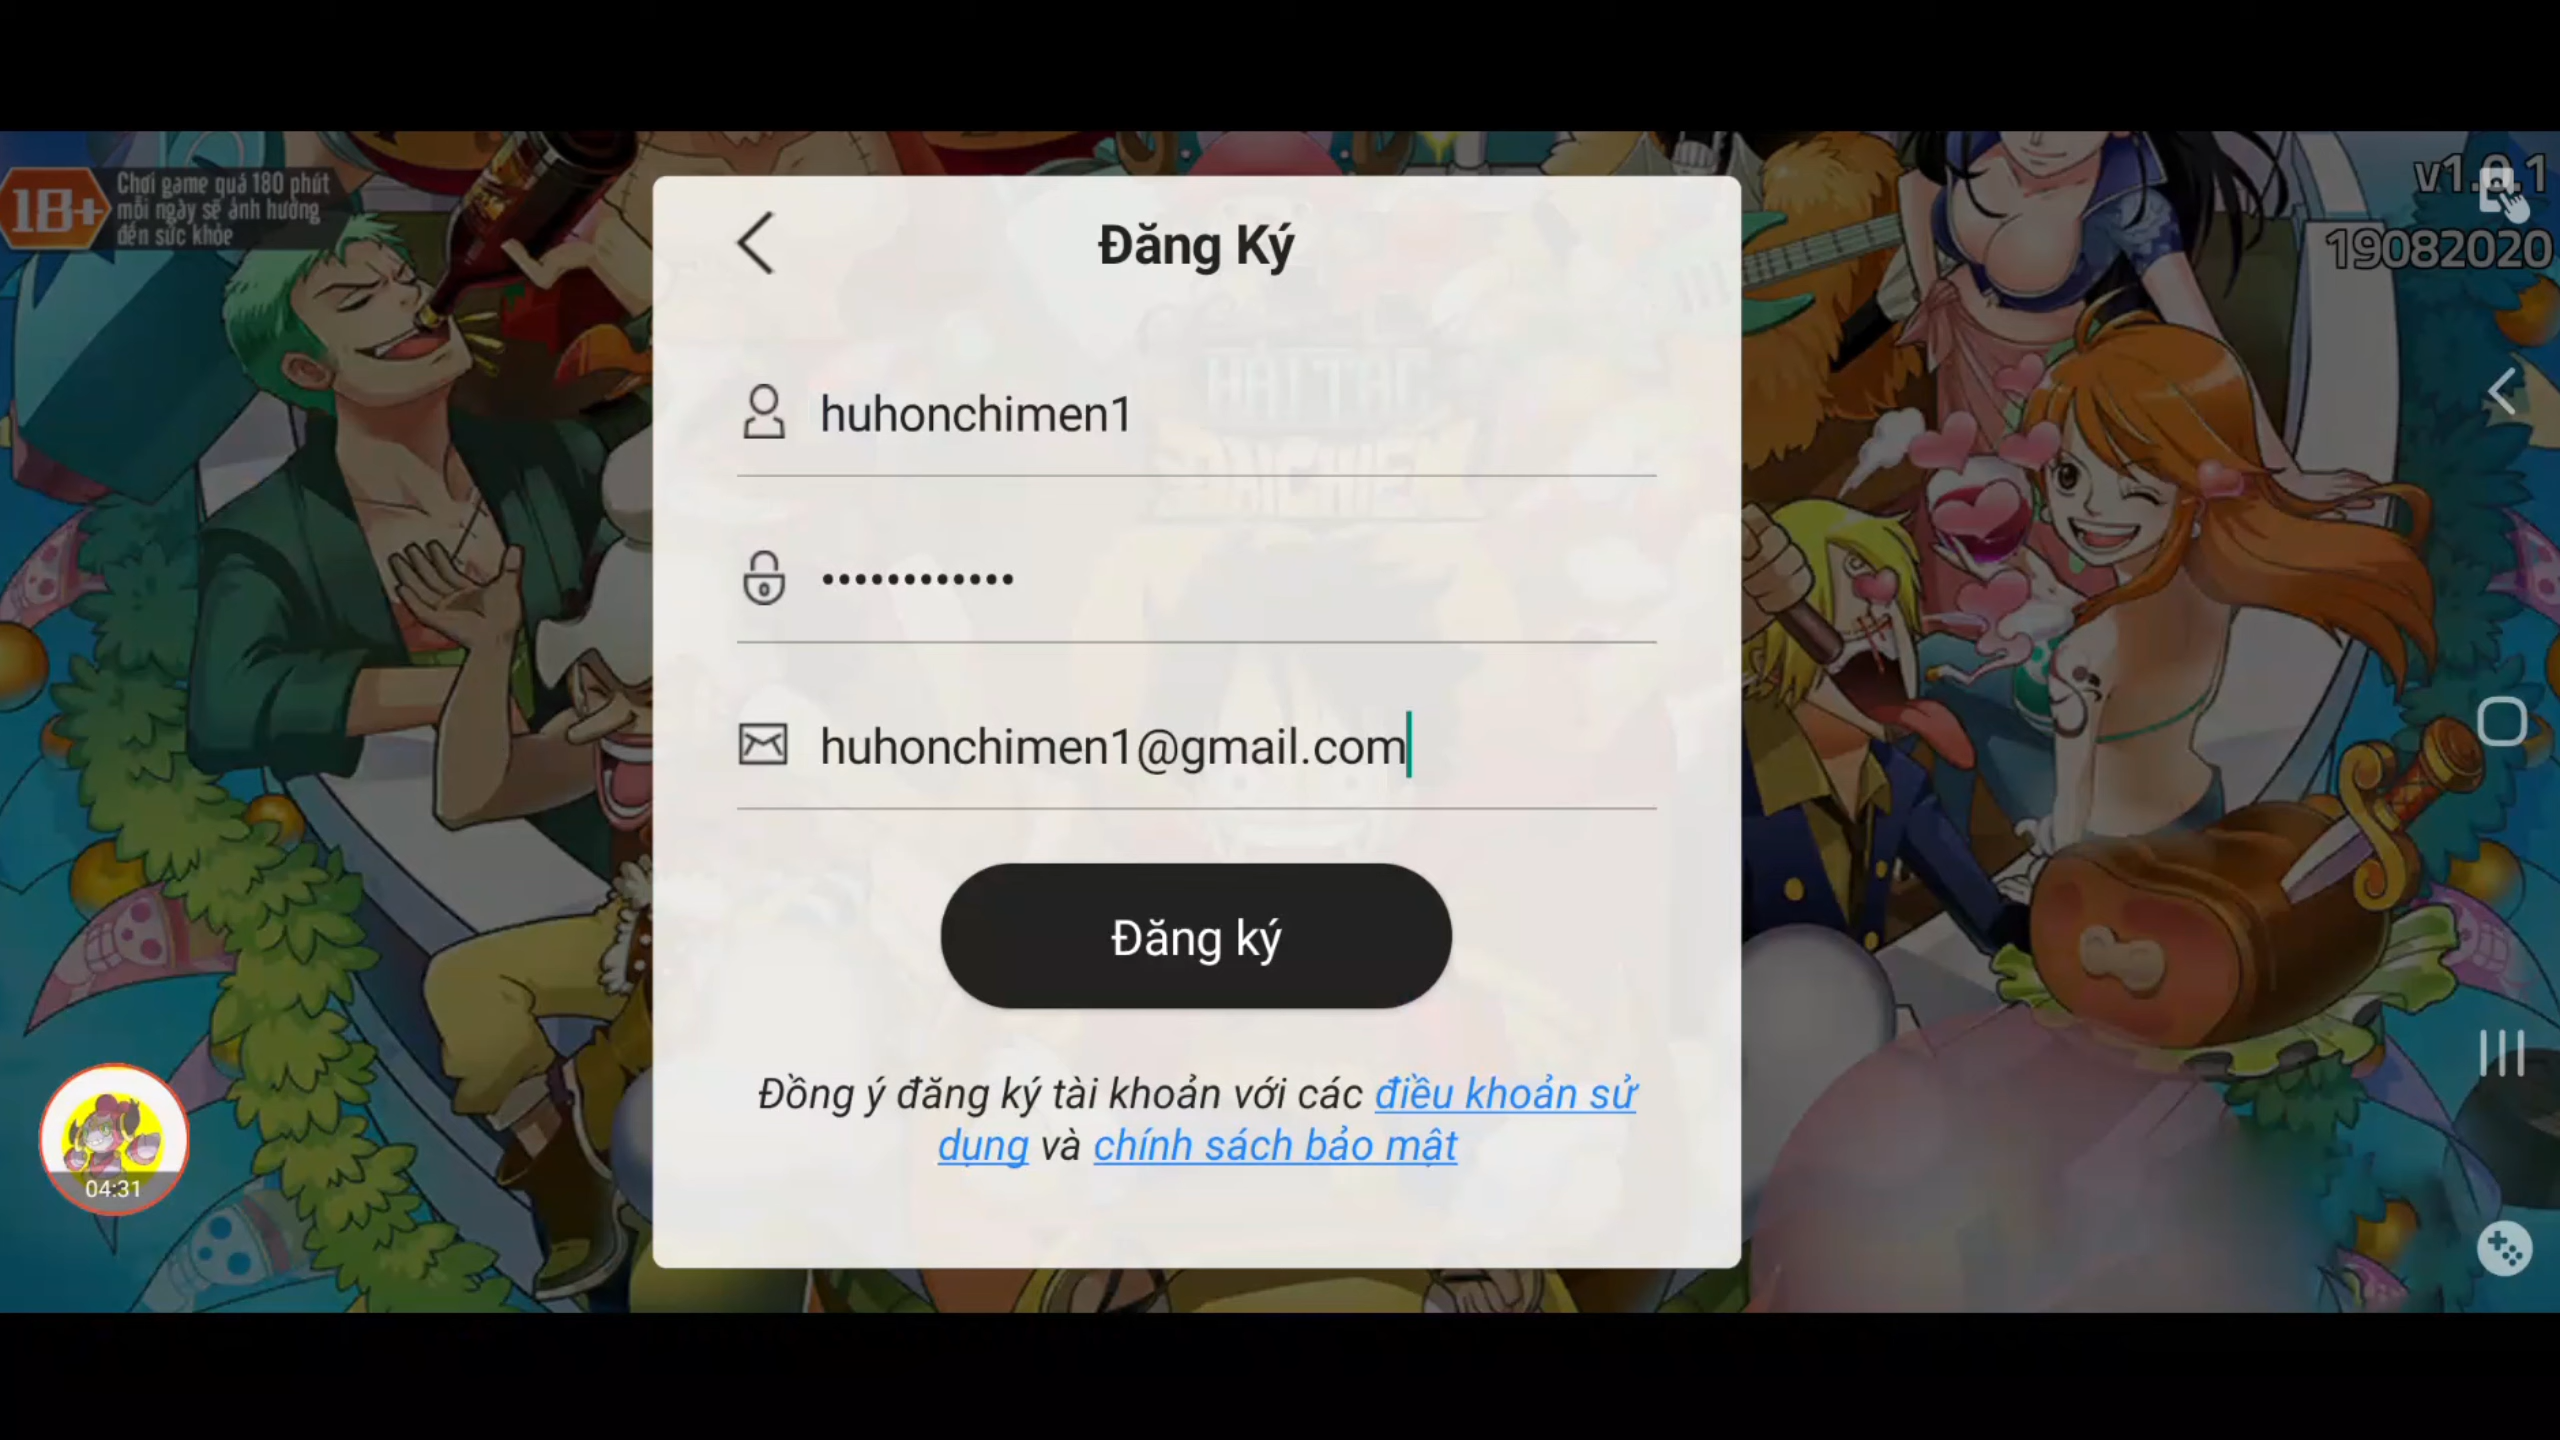 18+
Chơi game quá 180 phút
mỗi ngày sẽ ảnh hưởng
đến sức khỏe
19082020
Đăng Ký
huhonchimen1
••••••••••••
huhonchimen1@gmail.com
Đăng ký
Đồng ý đăng ký tài khoản với các điều khoản sử
dụng và chính sách bảo mật
04:31